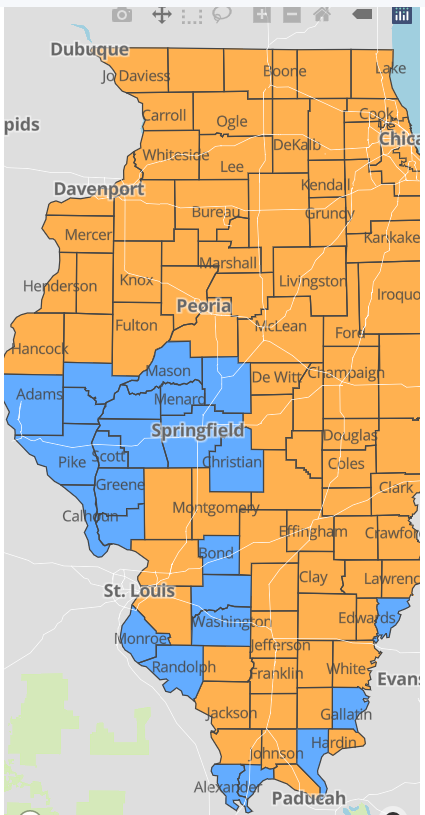 Dubuque
Jo Daviess
Boone
Lake
Carroll
Ogle
Cook
pids
DeKalb
Chica
Whiteside
Lee
Kendall
Davenport
Bureau
Grundy
Mercer
Kankake
Marshall
Henderson
Knox
Livingston
Iroquo
Peoria
Fulton
McLean
Ford
Hancock
Mason
De Witt
Champaign
Adams
Menard
Springfield
Douglas
Pike
Scott
Christian
Coles
Greene
Clark
Montgomery
Calhoun
Effingham
Crawfor
Bond
Clay
Lawrenc
St. Louis
Edwards
Washington
Monroe
Jefferson
Randolph
Franklin
White
Evans
Jackson
Gallatin
Hardin
Johnson
Alexander
Paducah